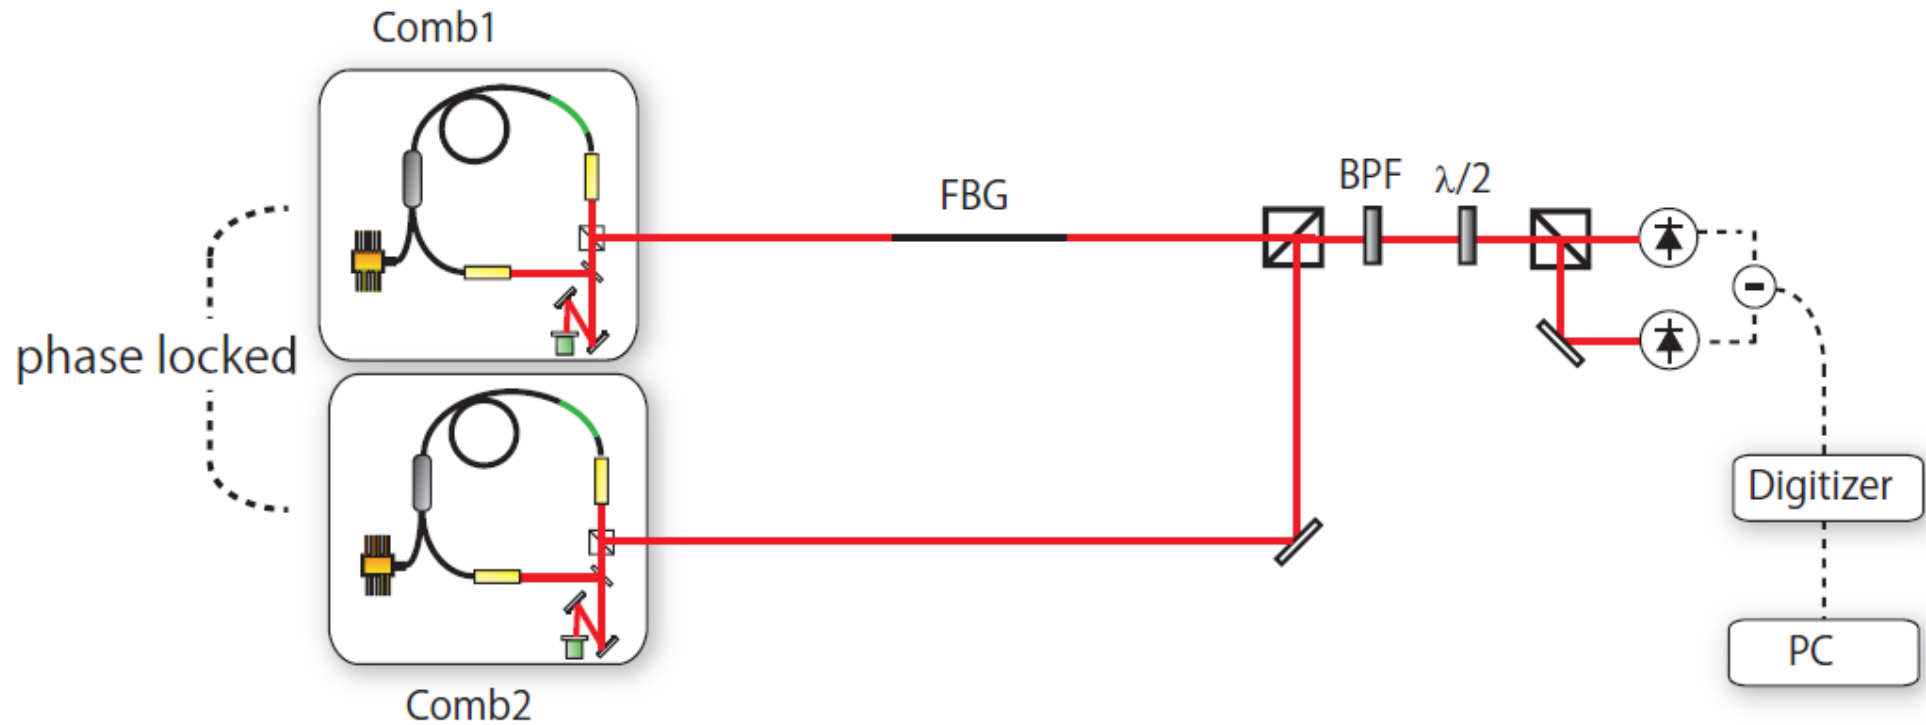 Comb1
FBG
BPF
λ/2
phase locked
Digitizer
PC
Comb2